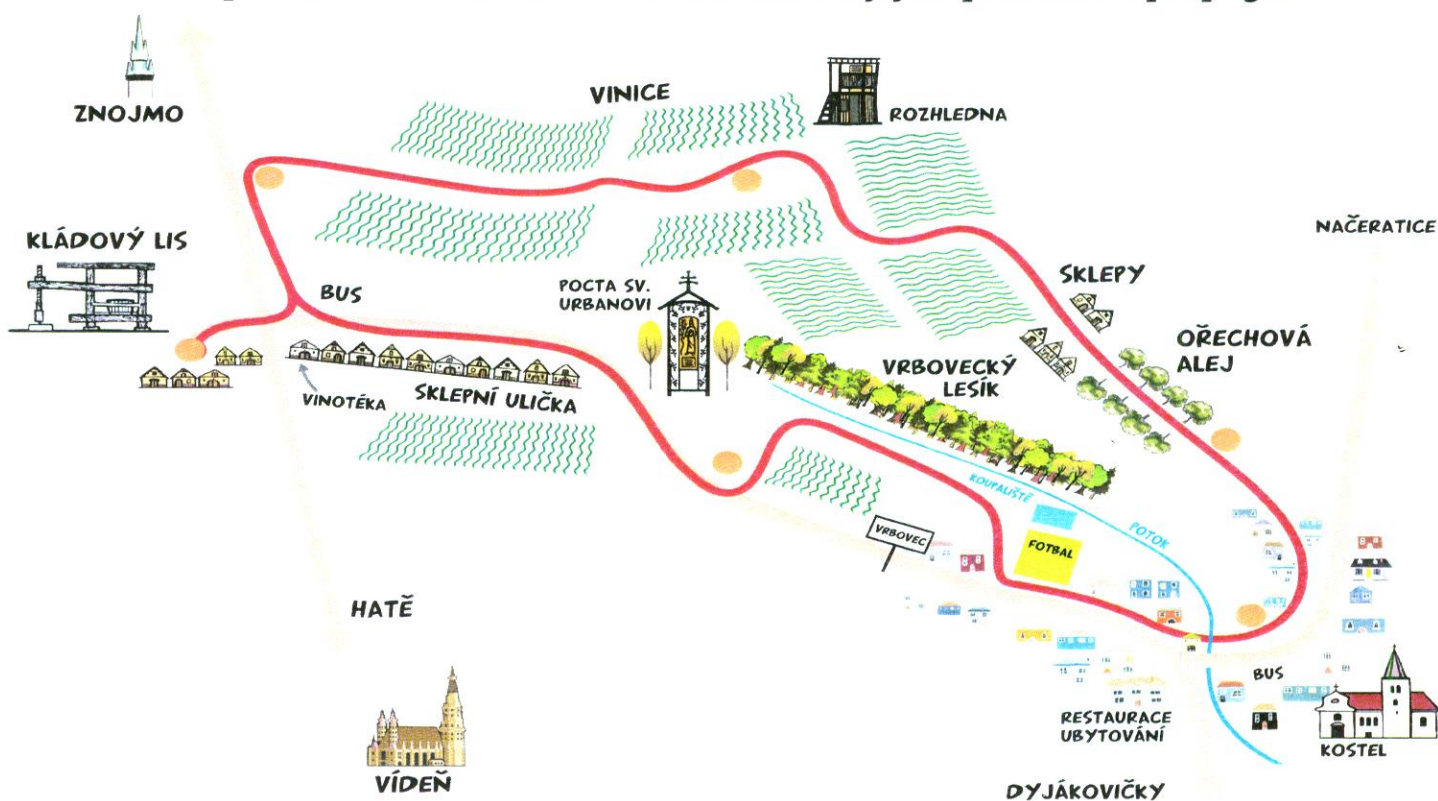 ZNOJMO
VINICE
ROZHLEDNA
NAČERATICE
KLÁDOVÝ LIS
BUS
POCTA SV.
URBANOVI
SKLEPY
OŘECHOVÁ
ALEJ
VRBOVECKÝ
LESÍK
VINOTÉKA
SKLEPNÍ ULIČKA
KOUPALIŠTĚ
POTOK
VRBOVEC
FOTBAL
HATĚ
BUS
RESTAURACE
UBYTOVÁNÍ
KOSTEL
VÍDEŇ
DYJÁKOVIČKY